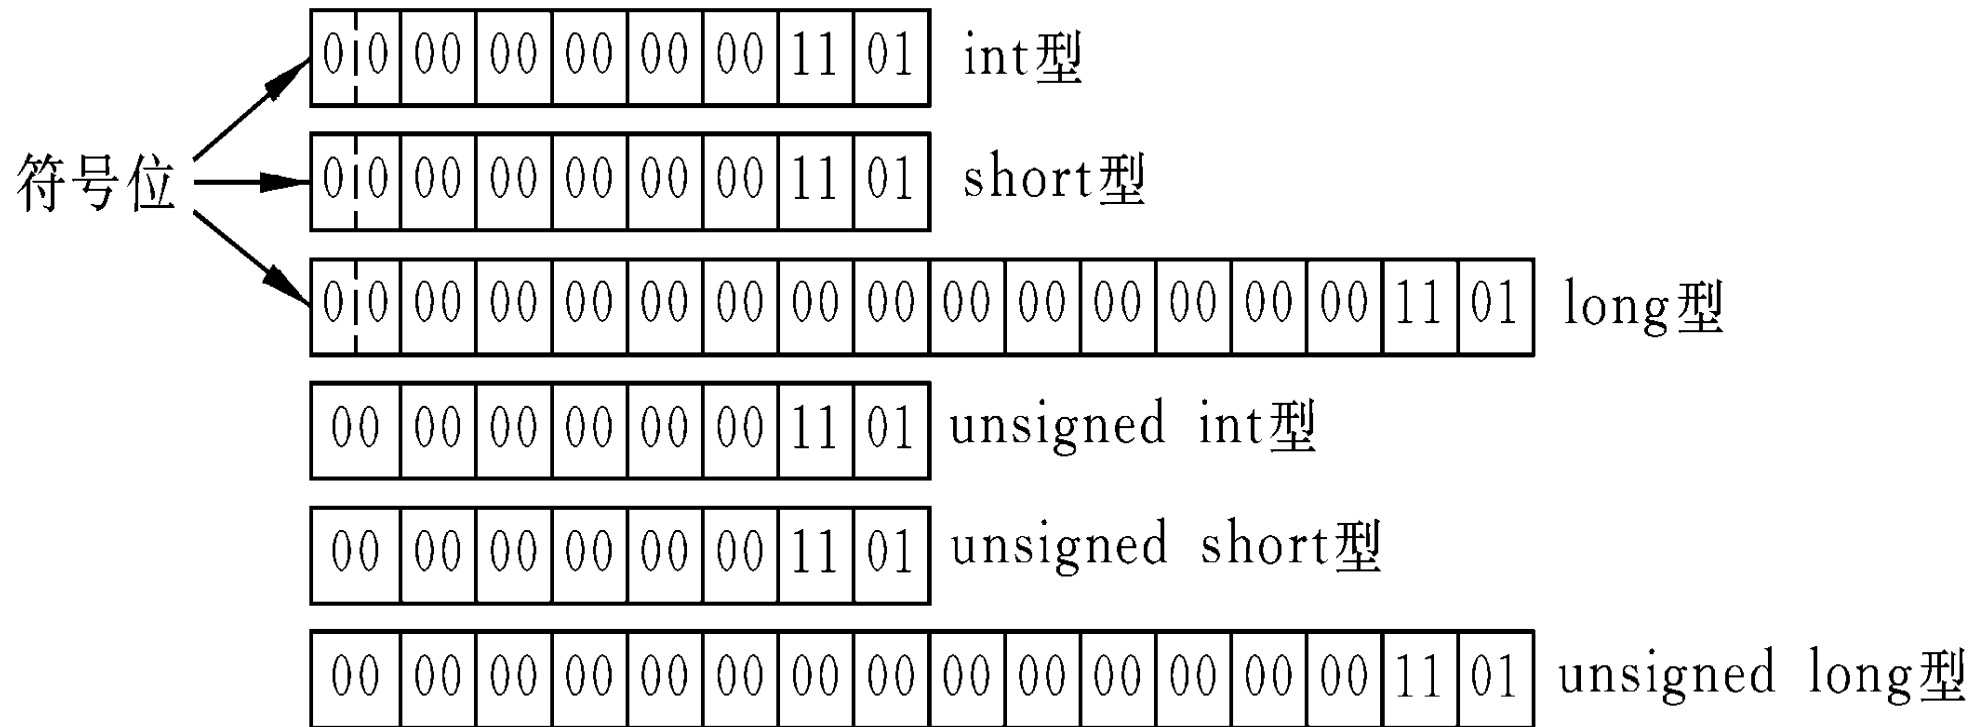 0 0 00 00 00 00 00 11 01 int型
符号位
0 0 00 00 00 00 00 11 01 short型
0 0 00 00 00 00 00 00 00 00 00 00 00 00 00 11 01 long型
00 00 00 00 00 00 11 01 unsigned int型
00 00 00 00 00 00 11 01 unsigned short型
00 00 00 00 00 00 00 00 00 00 00 00 00 00 11 01 unsigned long型